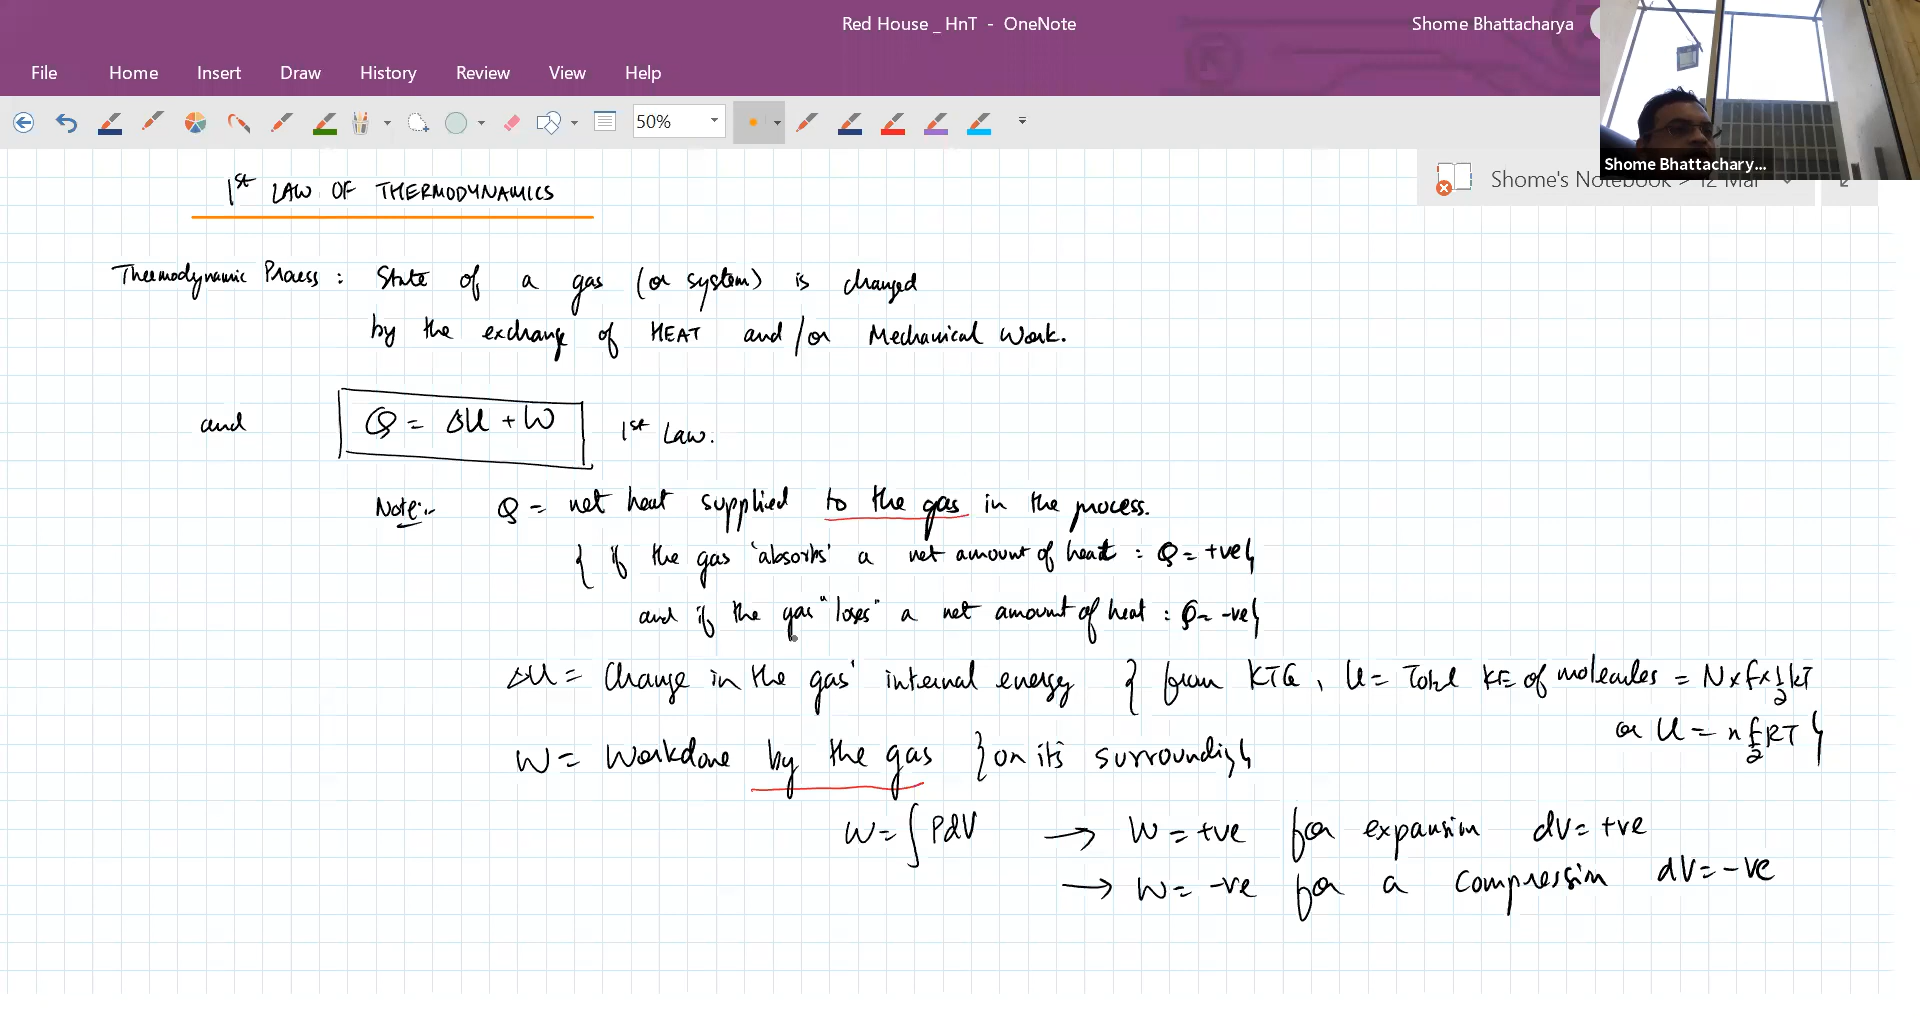 Red House _ HnT - OneNote
Shome Bhattacharya
File Home Insert Draw History Review View Help
50%
Shome Bhattachary...
Shome's Notebook > 12 Mar
1st LAW OF THERMODYNAMICS
Thermodynamic Process : State of a gas (or system) is changed
by the exchange of HEAT and/or Mechanical Work.
and Q = ΔU + W 1st Law.
Note:- Q = net heat supplied to the gas in the process.
{ if the gas 'absorbs' a net amount of heat : Q = +ve}
and if the gas "loses" a net amount of heat : Q = -ve}
ΔU = Change in the gas' internal energy { from KTG, U = Total KE of molecules = N x f x 1/2 kT
or U = n f/2 RT }
W = Workdone by the gas } on its surrounding}
W = ∫ PdV → W = +ve for expansion dV = +ve
→ W = -ve for a compression dV = -ve